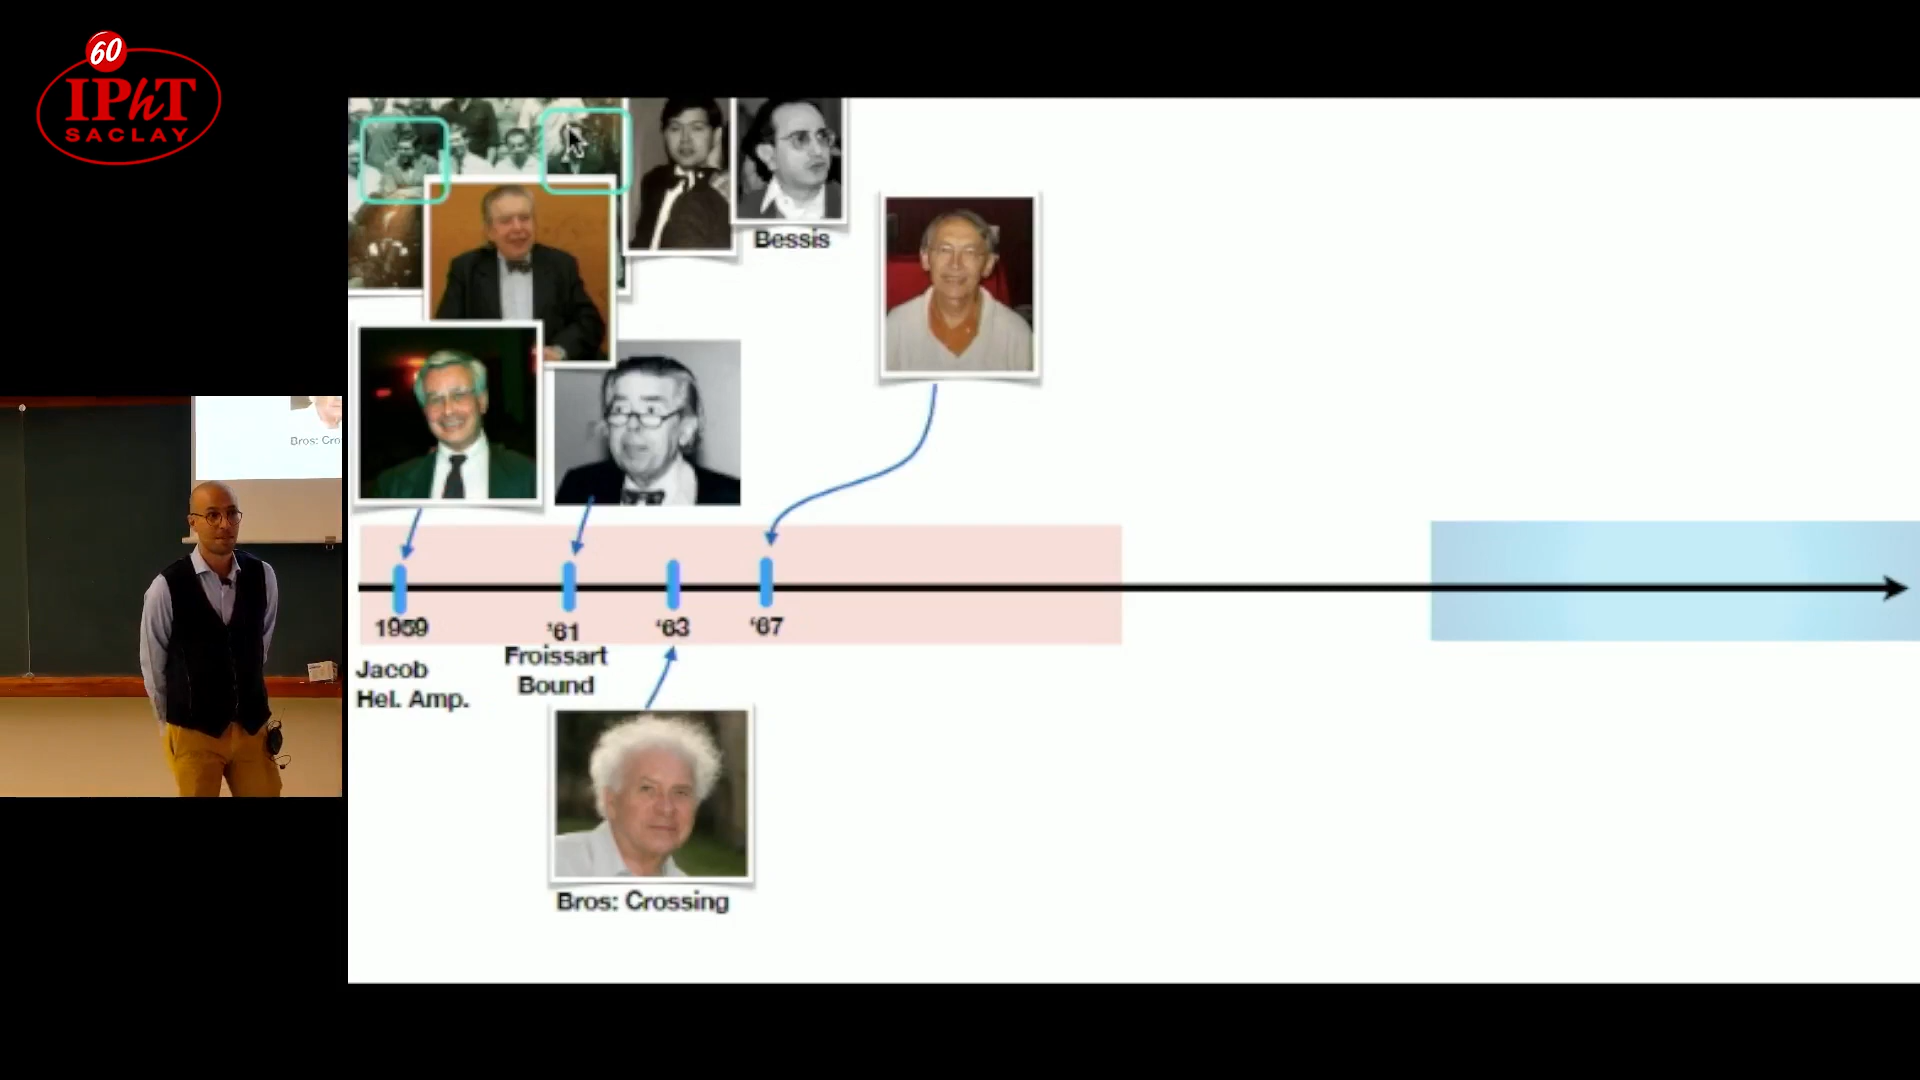 60
IPhT
SACLAY
Bessis
1959
'61
'63
'67
Jacob
Hel. Amp.
Froissart
Bound
Bros: Crossing
Bros: Cro